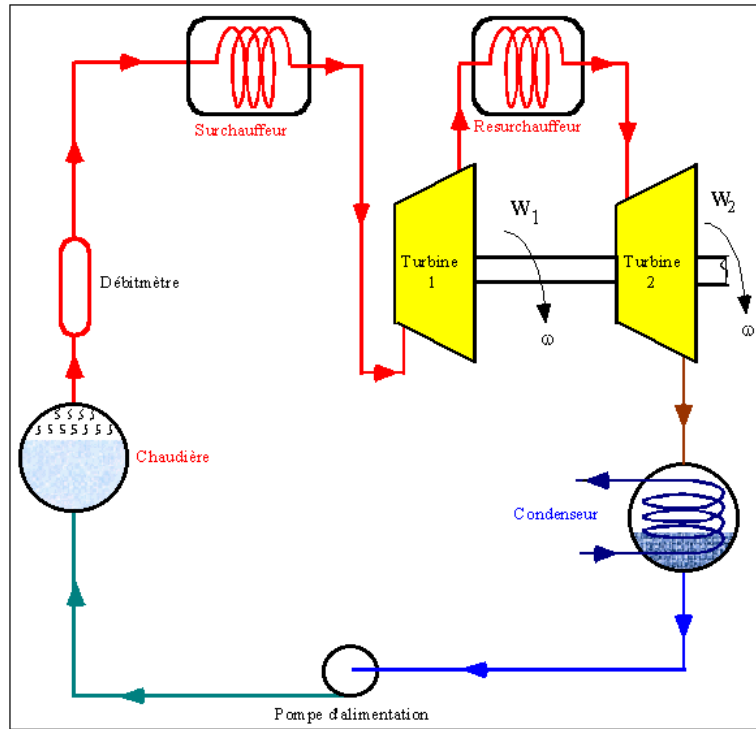 Surchauffeur
Resurchauffeur
W1
W2
Turbine
1
Turbine
2
Débitmètre
ω
ω
Chaudière
Condenseur
Pompe d'alimentation